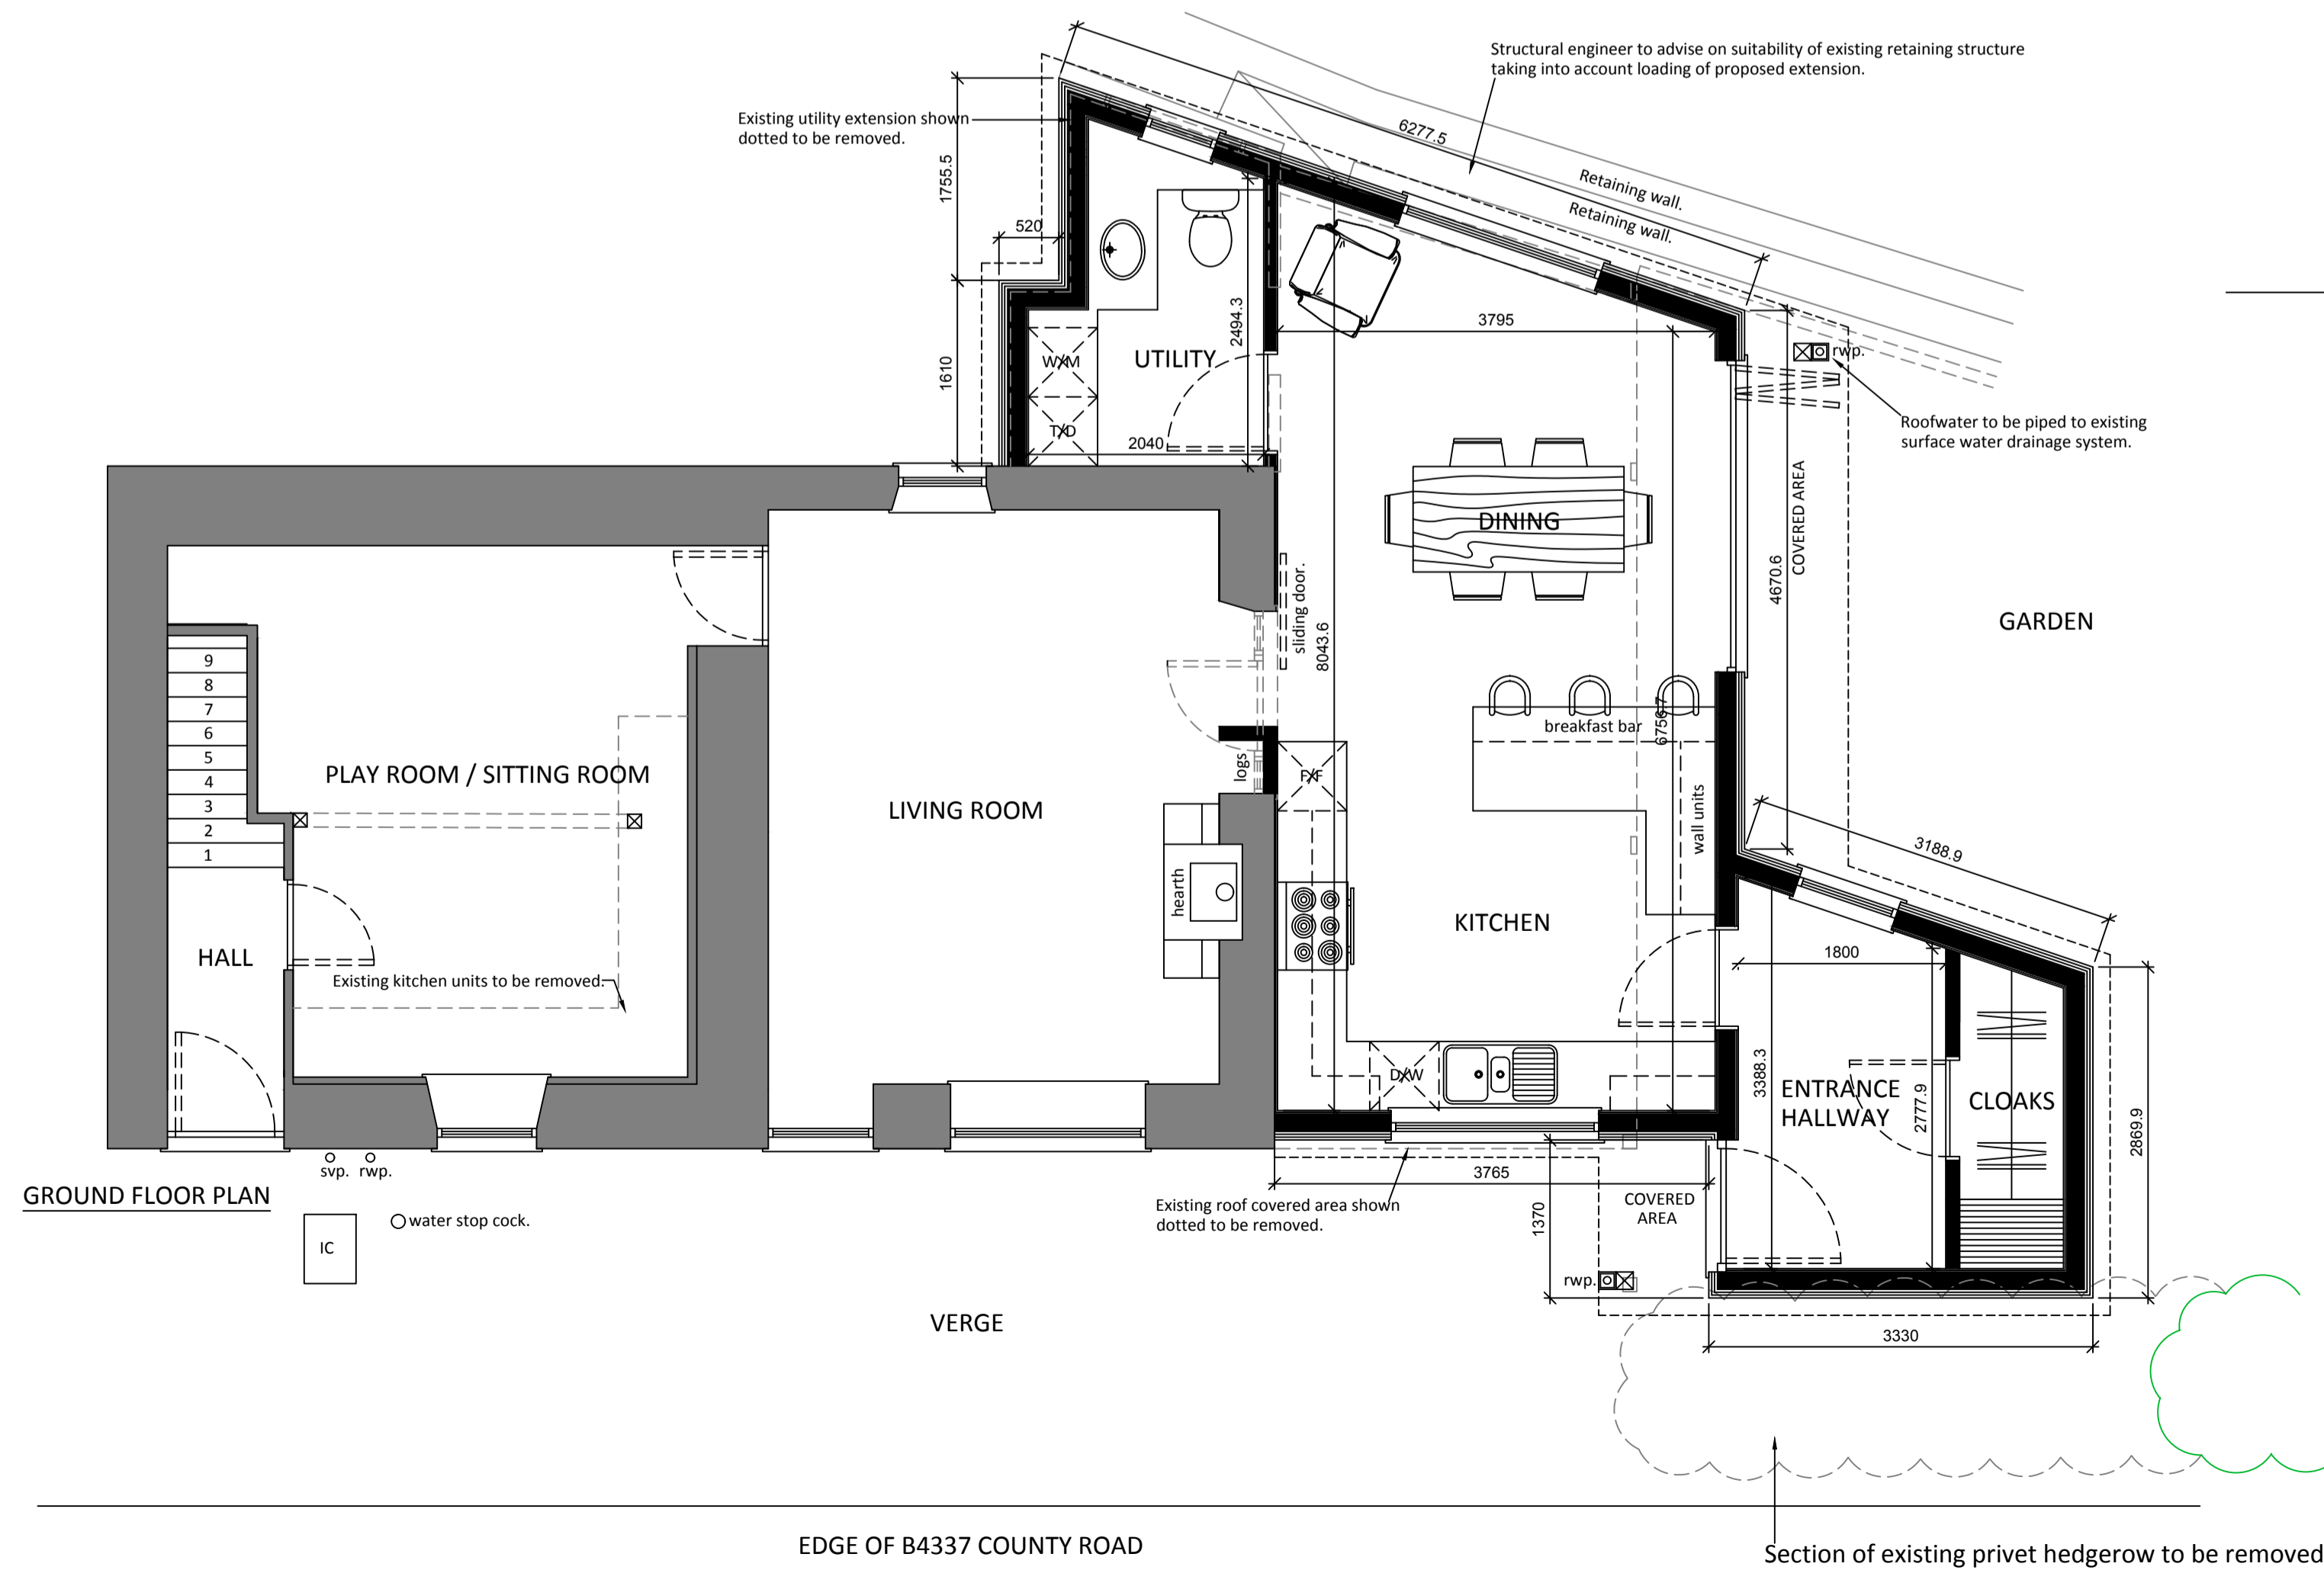 Structural engineer to advise on suitability of existing retaining structure
taking into account loading of proposed extension.
Existing utility extension shown
dotted to be removed.
6277.5
1755.5
Retaining wall.
Retaining wall.
520
2494.3
3795
rwp.
1610
W/M
UTILITY
T/D
2040
Roofwater to be piped to existing
surface water drainage system.
COVERED AREA
DINING
4670.6
sliding door.
8043.6
GARDEN
9
8
7
6
5
4
3
2
1
PLAY ROOM / SITTING ROOM
LIVING ROOM
logs
F/F
breakfast bar
6756.7
wall units
3188.9
hearth
KITCHEN
HALL
Existing kitchen units to be removed.
1800
D/W
3388.3
ENTRANCE
HALLWAY
2777.9
CLOAKS
2869.9
svp.
rwp.
GROUND FLOOR PLAN
3765
Existing roof covered area shown
dotted to be removed.
1370
COVERED
AREA
water stop cock.
IC
rwp.
VERGE
3330
EDGE OF B4337 COUNTY ROAD
Section of existing privet hedgerow to be removed